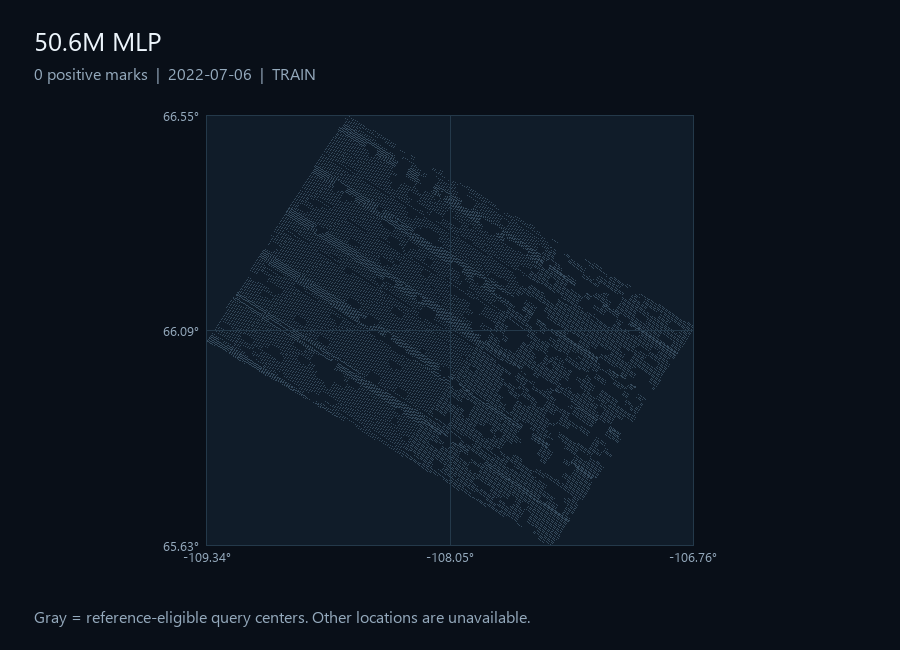 50.6M MLP
0 positive marks | 2022-07-06 | TRAIN
66.55°
66.09°
65.63°
-109.34°
-108.05°
-106.76°
Gray = reference-eligible query centers. Other locations are unavailable.